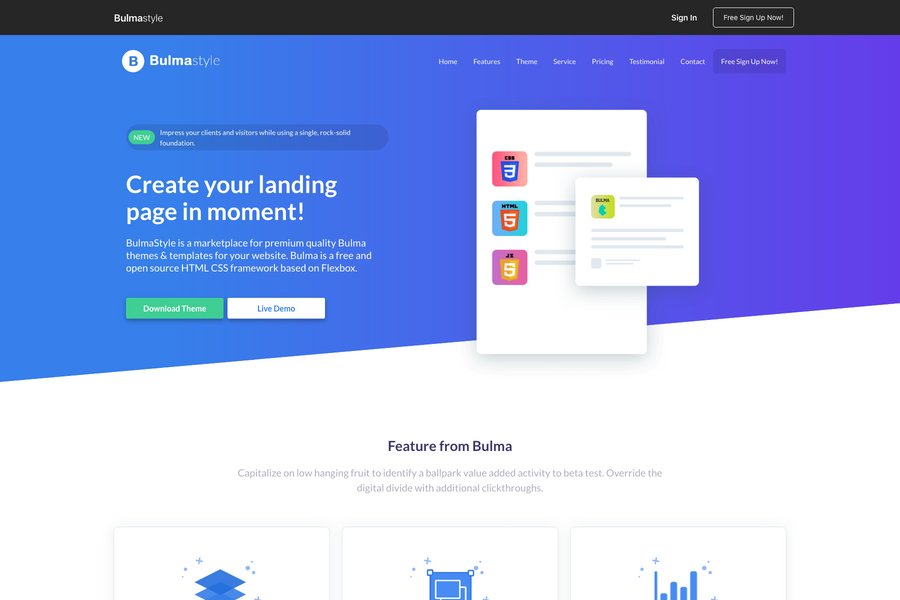 Bulmastyle
Sign In
Free Sign Up Now!
B Bulmastyle
Home Features Theme Service Pricing Testimonial Contact Free Sign Up Now!
NEW
Impress your clients and visitors while using a single, rock-solid
foundation.
Create your landing
page in moment!
BulmaStyle is a marketplace for premium quality Bulma
themes & templates for your website. Bulma is a free and
open source HTML CSS framework based on Flexbox.
Download Theme
Live Demo
CSS
3
HTML
5
JS
5
BULMA
Feature from Bulma
Capitalize on low hanging fruit to identify a ballpark value added activity to beta test. Override the
digital divide with additional clickthroughs.